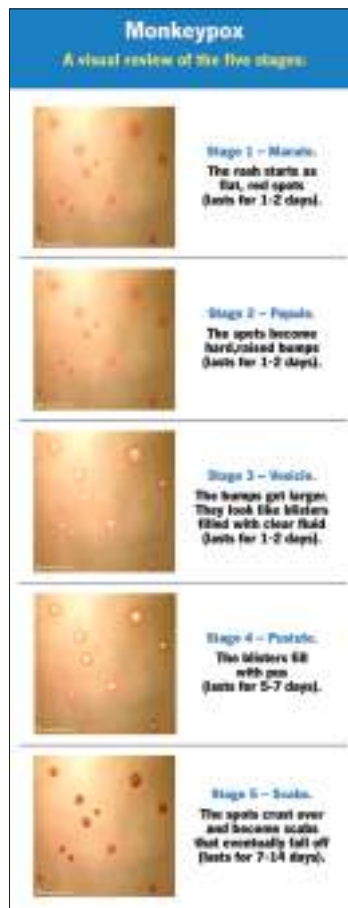 Monkeypox
A visual review of the five stages:
Stage 1 – Macule.
The rash starts as
flat, red spots
(lasts for 1-2 days).
Stage 2 – Papule.
The spots become
hard,raised bumps
(lasts for 1-2 days).
Stage 3 – Vesicle.
The bumps get larger.
They look like blisters
filled with clear fluid
(lasts for 1-2 days).
Stage 4 – Pustule.
The blisters fill
with pus
(lasts for 5-7 days).
Stage 5 – Scabs.
The spots crust over
and become scabs
that eventually fall off
(lasts for 7-14 days).